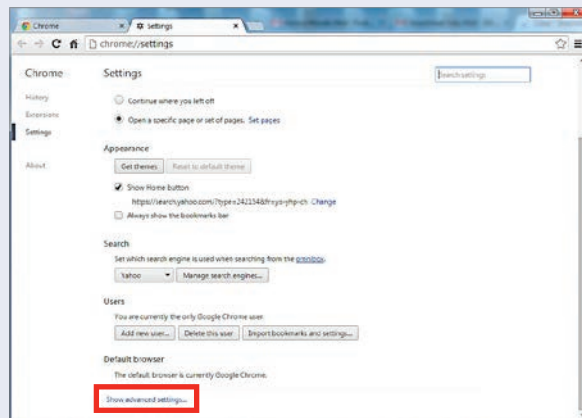 Chrome
Settings
chrome://settings
Chrome
Settings
Search settings
History
Extensions
Settings
About
Continue where you left off
Open a specific page or set of pages. Set pages
Appearance
Get themes
Reset to default theme
Show Home button
Change
Always show the bookmarks bar
Search
Set which search engine is used when searching from the omnibox.
Yahoo
Manage search engines...
Users
You are currently the only Google Chrome user.
Add new user...
Delete this user
Import bookmarks and settings...
Default browser
The default browser is currently Google Chrome.
Show advanced settings...